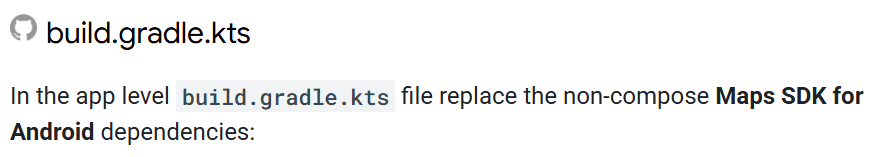 build.gradle.kts
In the app level build.gradle.kts file replace the non-compose Maps SDK for
Android dependencies: